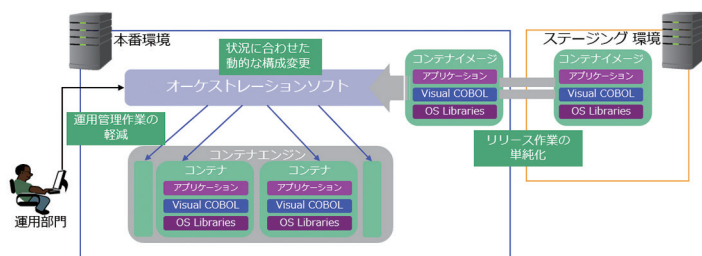 本番環境
状況に合わせた
動的な構成変更
オーケストレーションソフト
コンテナイメージ
アプリケーション
Visual COBOL
OS Libraries
ステージング 環境
コンテナイメージ
アプリケーション
Visual COBOL
OS Libraries
運用管理作業の
軽減
リリース作業の
単純化
コンテナエンジン
コンテナ
アプリケーション
Visual COBOL
OS Libraries
コンテナ
アプリケーション
Visual COBOL
OS Libraries
運用部門